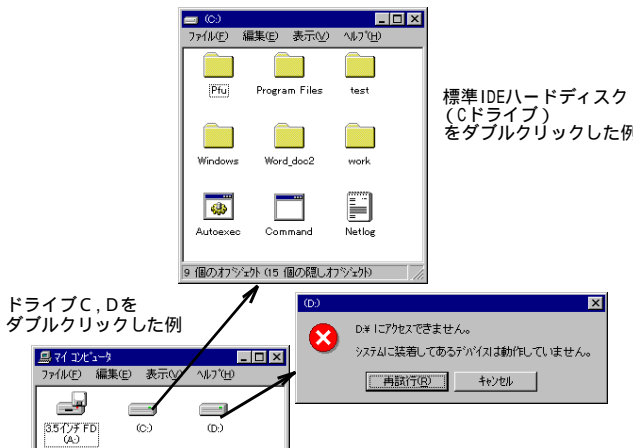 (C:)
ファイル(F) 編集(E) 表示(V) ヘルプ(H)
Pfu Program Files test
Windows Word_doc2 work
Autoexec Command Netlog
9 個のオブジェクト (15 個の隠しオブジェクト)
標準IDEハードディスク
(Cドライブ)
をダブルクリックした例
ドライブC,Dを
ダブルクリックした例
(D:)
D:¥ にアクセスできません。
システムに装着してあるデバイスは動作していません。
再試行(R) キャンセル
マイ コンピュータ
ファイル(F) 編集(E) 表示(V) ヘルプ(H)
3.5インチ FD
(A:) (C:) (D:)